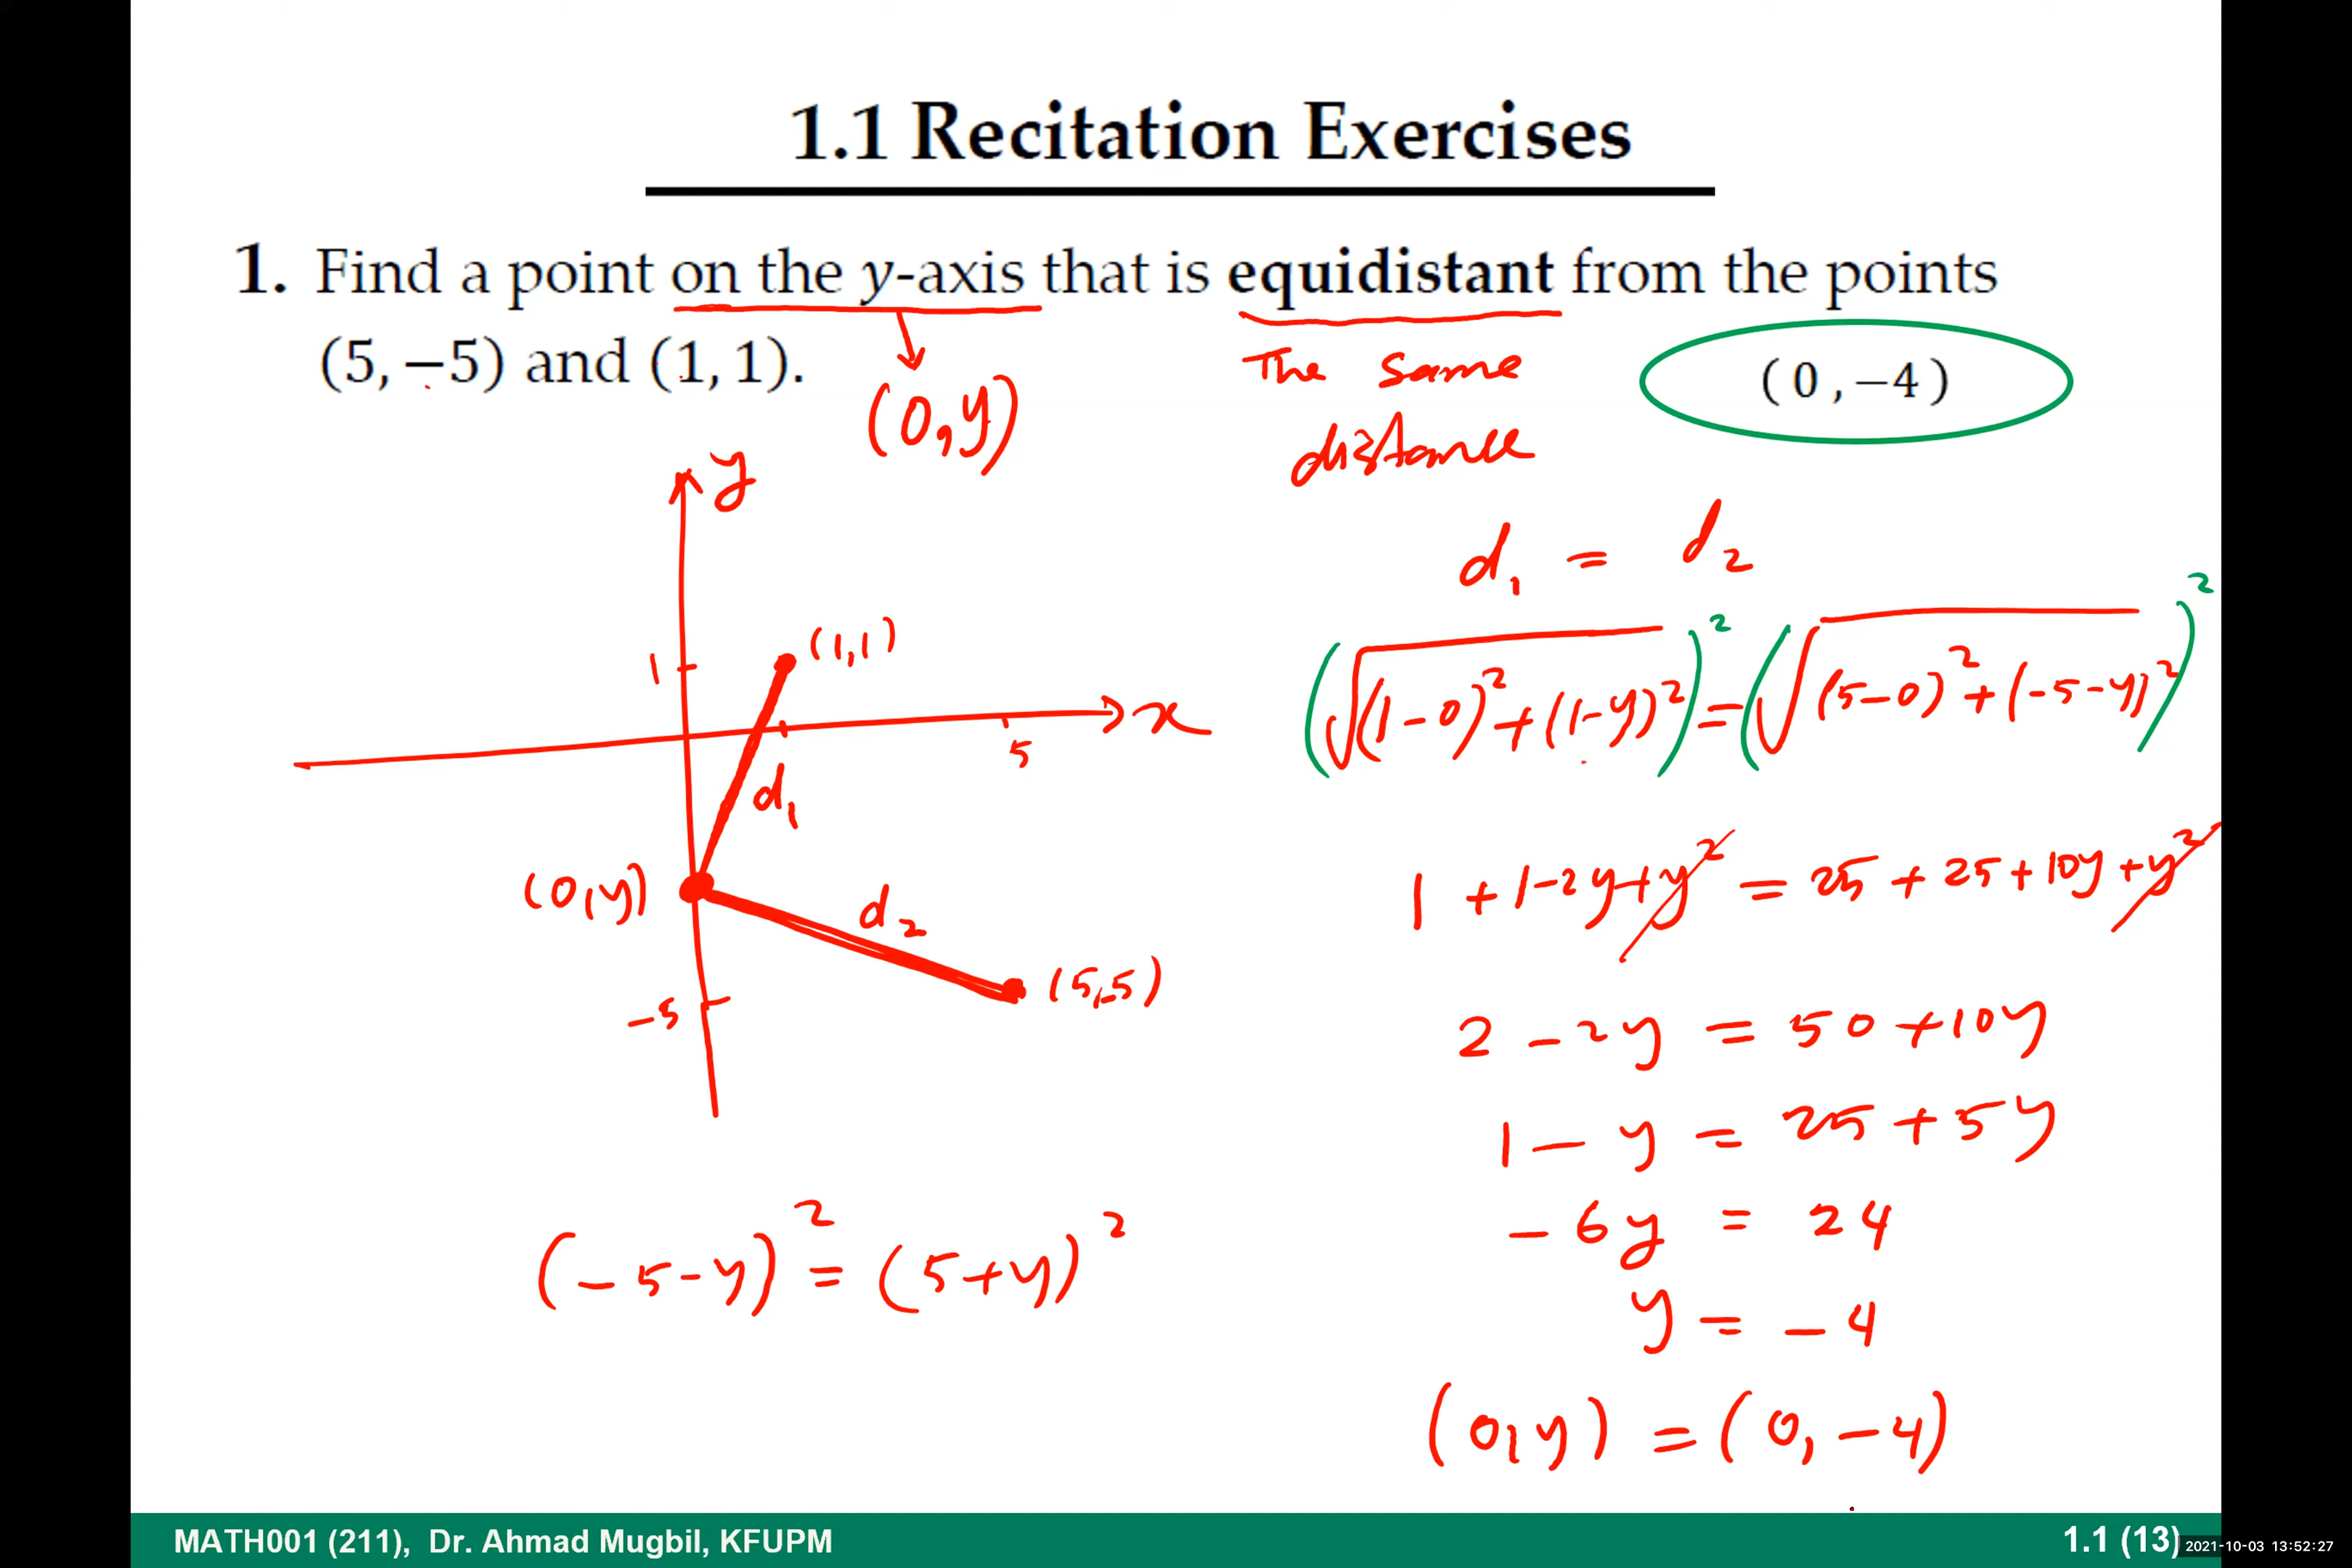 1.1 Recitation Exercises
1. Find a point on the y-axis that is equidistant from the points
(5, −5) and (1, 1).
(0, y)
The same
distance
( 0 , −4 )
y
1
(1,1)
x
5
d₁
(0,y)
d₂
(5,-5)
-5
(-5-y)² = (5+y)²
d₁ = d₂
(√((1-0)²+(1-y)²))² = (√((5-0)²+(-5-y)²))²
1 + 1-2y+y² = 25 + 25+10y+y²
2 - 2y = 50 +10y
1 - y = 25 + 5y
- 6y = 24
y = - 4
(0,y) = (0, -4)
MATH001 (211), Dr. Ahmad Mugbil, KFUPM
1.1 (13)
2021-10-03 13:52:27